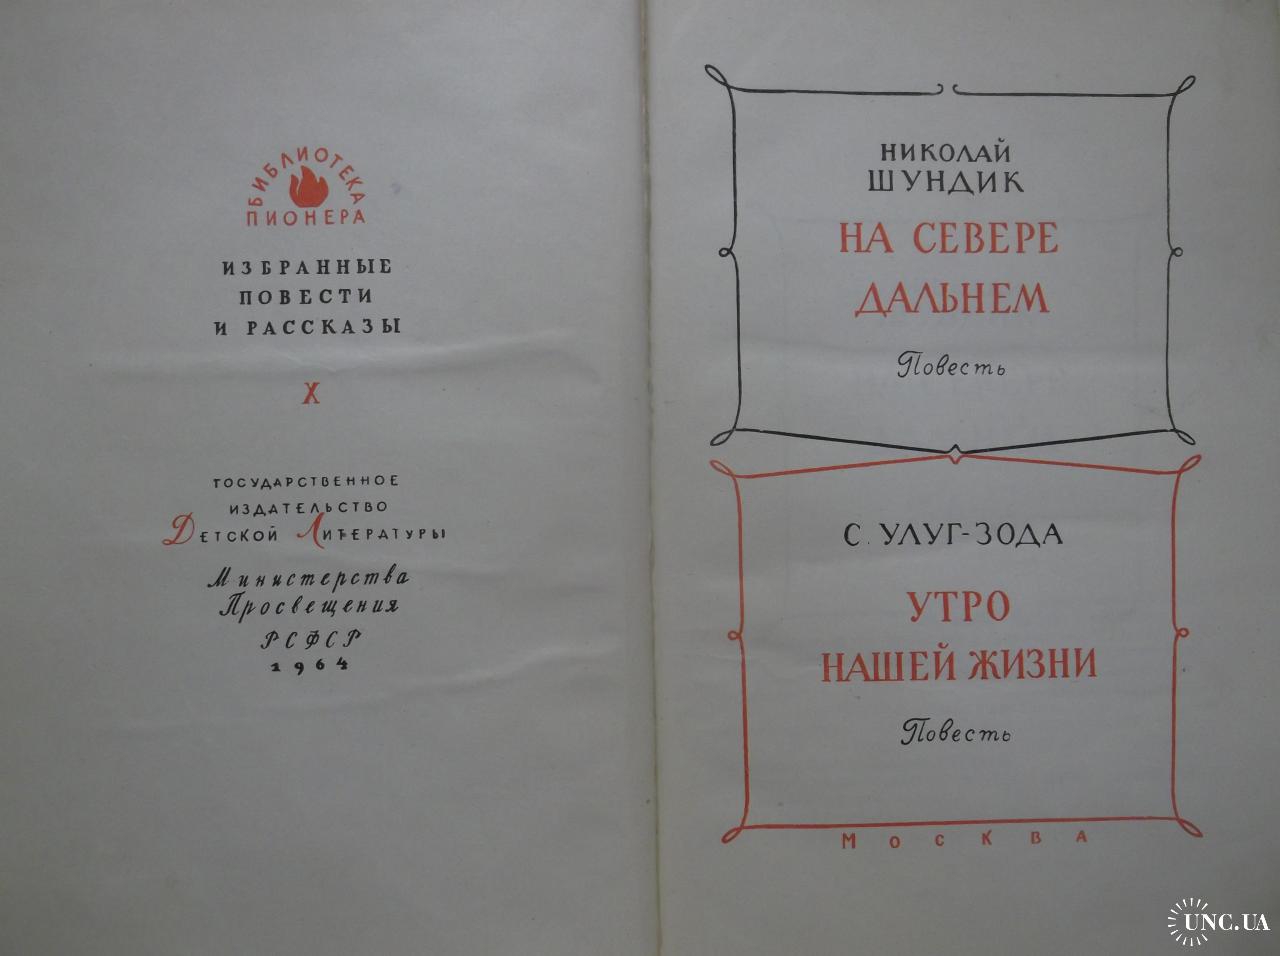 БИБЛИОТЕКА
ПИОНЕРА
ИЗБРАННЫЕ
ПОВЕСТИ
И РАССКАЗЫ
X
ГОСУДАРСТВЕННОЕ
ИЗДАТЕЛЬСТВО
ДЕТСКОЙ ЛИТЕРАТУРЫ
Министерства
Просвещения
РСФСР
1964
НИКОЛАЙ
ШУНДИК
НА СЕВЕРЕ
ДАЛЬНЕМ
Повесть
С. УЛУГ-ЗОДА
УТРО
НАШЕЙ ЖИЗНИ
Повесть
МОСКВА
UNC.UA